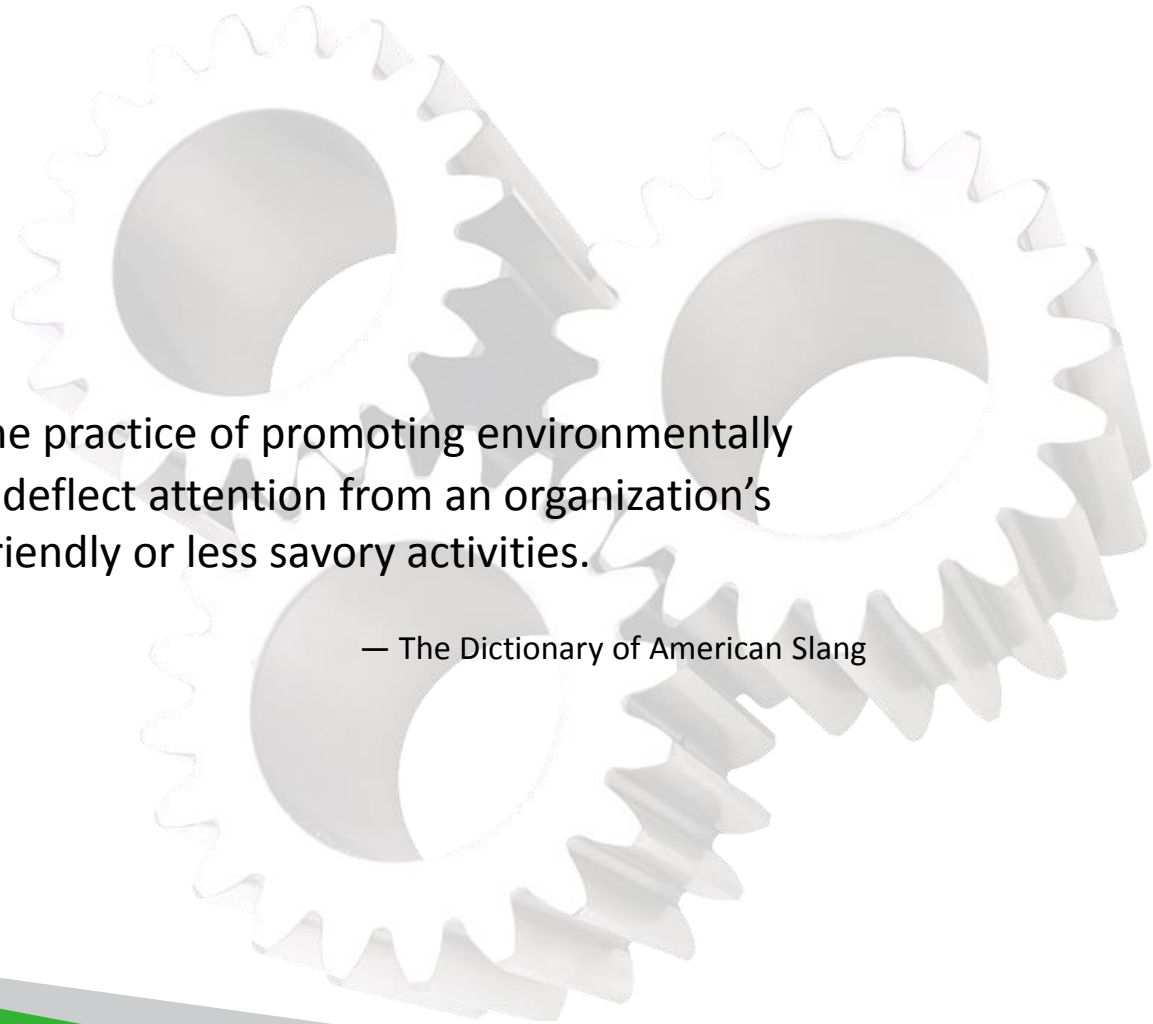 he practice of promoting environmentally
deflect attention from an organization’s
riendly or less savory activities.
— The Dictionary of American Slang